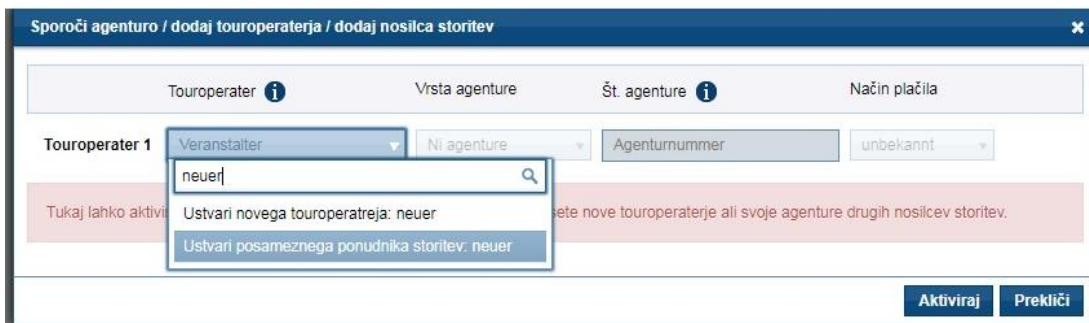 Sporoči agenturo / dodaj touroperaterja / dodaj nosilca storitev
Touroperater Vrsta agenture Št. agenture Način plačila
Touroperater 1 Veranstalter Ni agenture Agenturnummer unbekannt
neuer
Ustvari novega touroperatreja: neuer
Ustvari posameznega ponudnika storitev: neuer
Tukaj lahko sete nove touroperaterje ali svoje agenture drugih nosilcev storitev.
Aktiviraj Prekliči